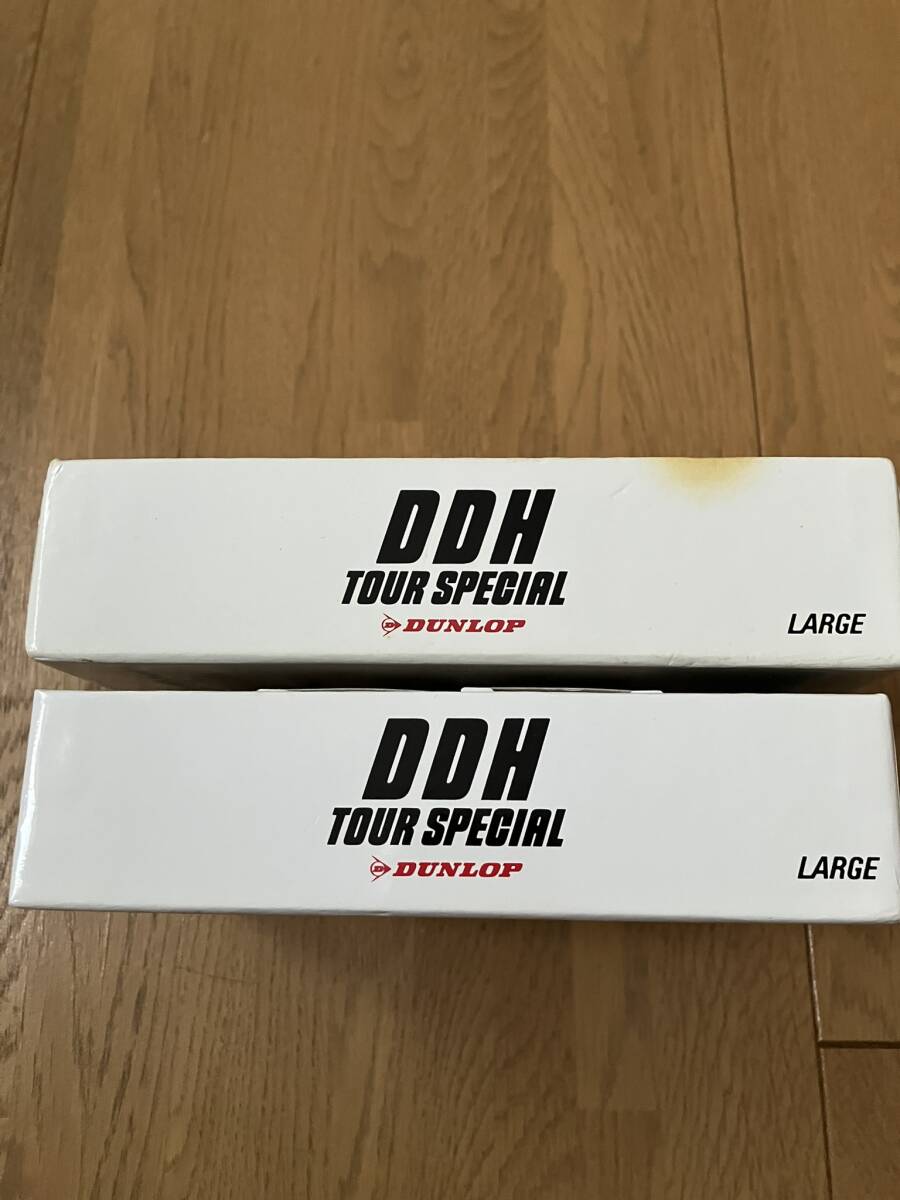 DDH
TOUR SPECIAL
DUNLOP
LARGE
DDH
TOUR SPECIAL
DUNLOP
LARGE